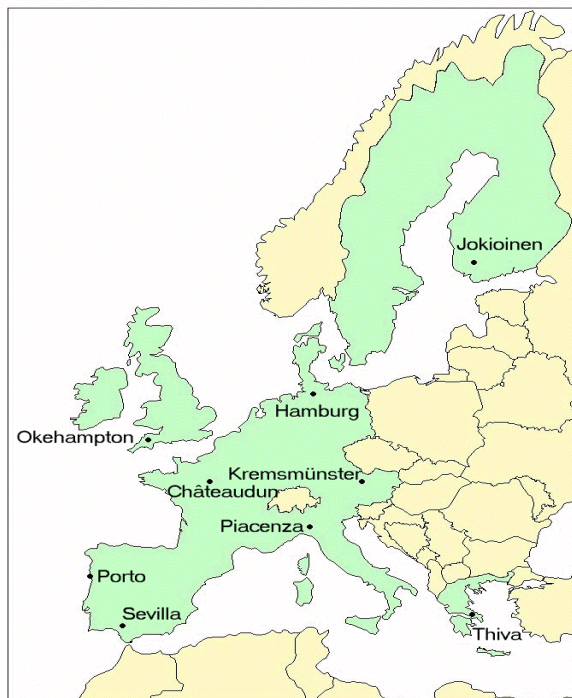 Jokioinen
Hamburg
Okehampton
Kremsmünster
Châteaudun
Piacenza
Porto
Sevilla
Thiva